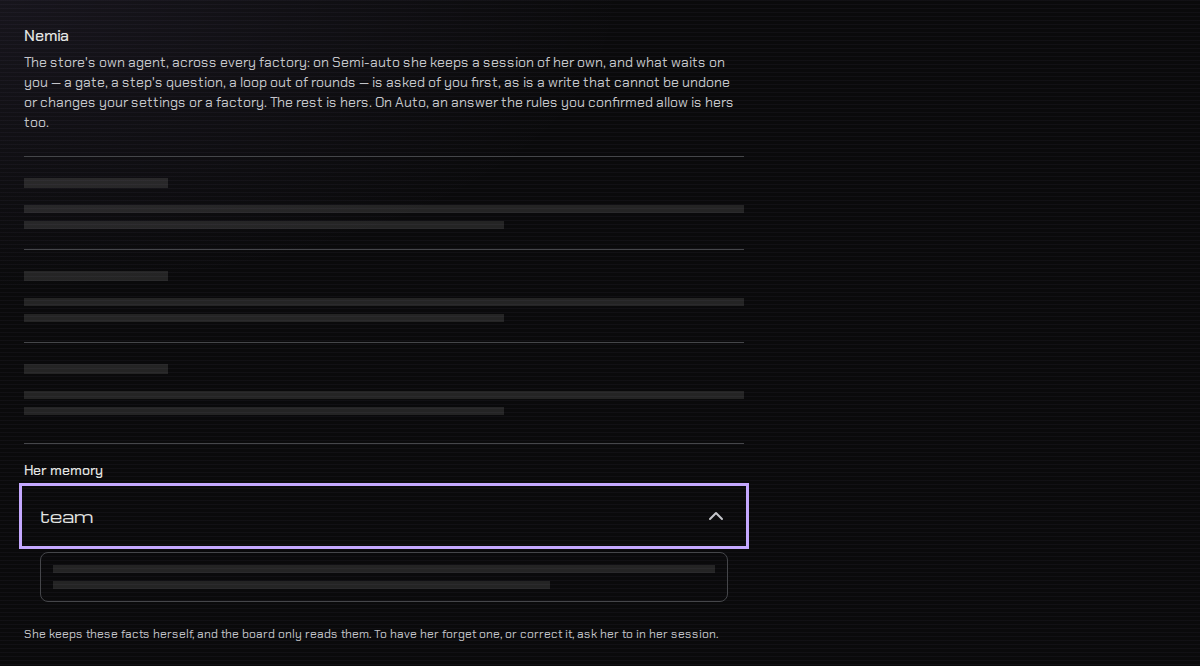 Nemia
The store's own agent, across every factory: on Semi-auto she keeps a session of her own, and what waits on
you — a gate, a step's question, a loop out of rounds — is asked of you first, as is a write that cannot be undone
or changes your settings or a factory. The rest is hers. On Auto, an answer the rules you confirmed allow is hers
too.
Her memory
team
She keeps these facts herself, and the board only reads them. To have her forget one, or correct it, ask her to in her session.